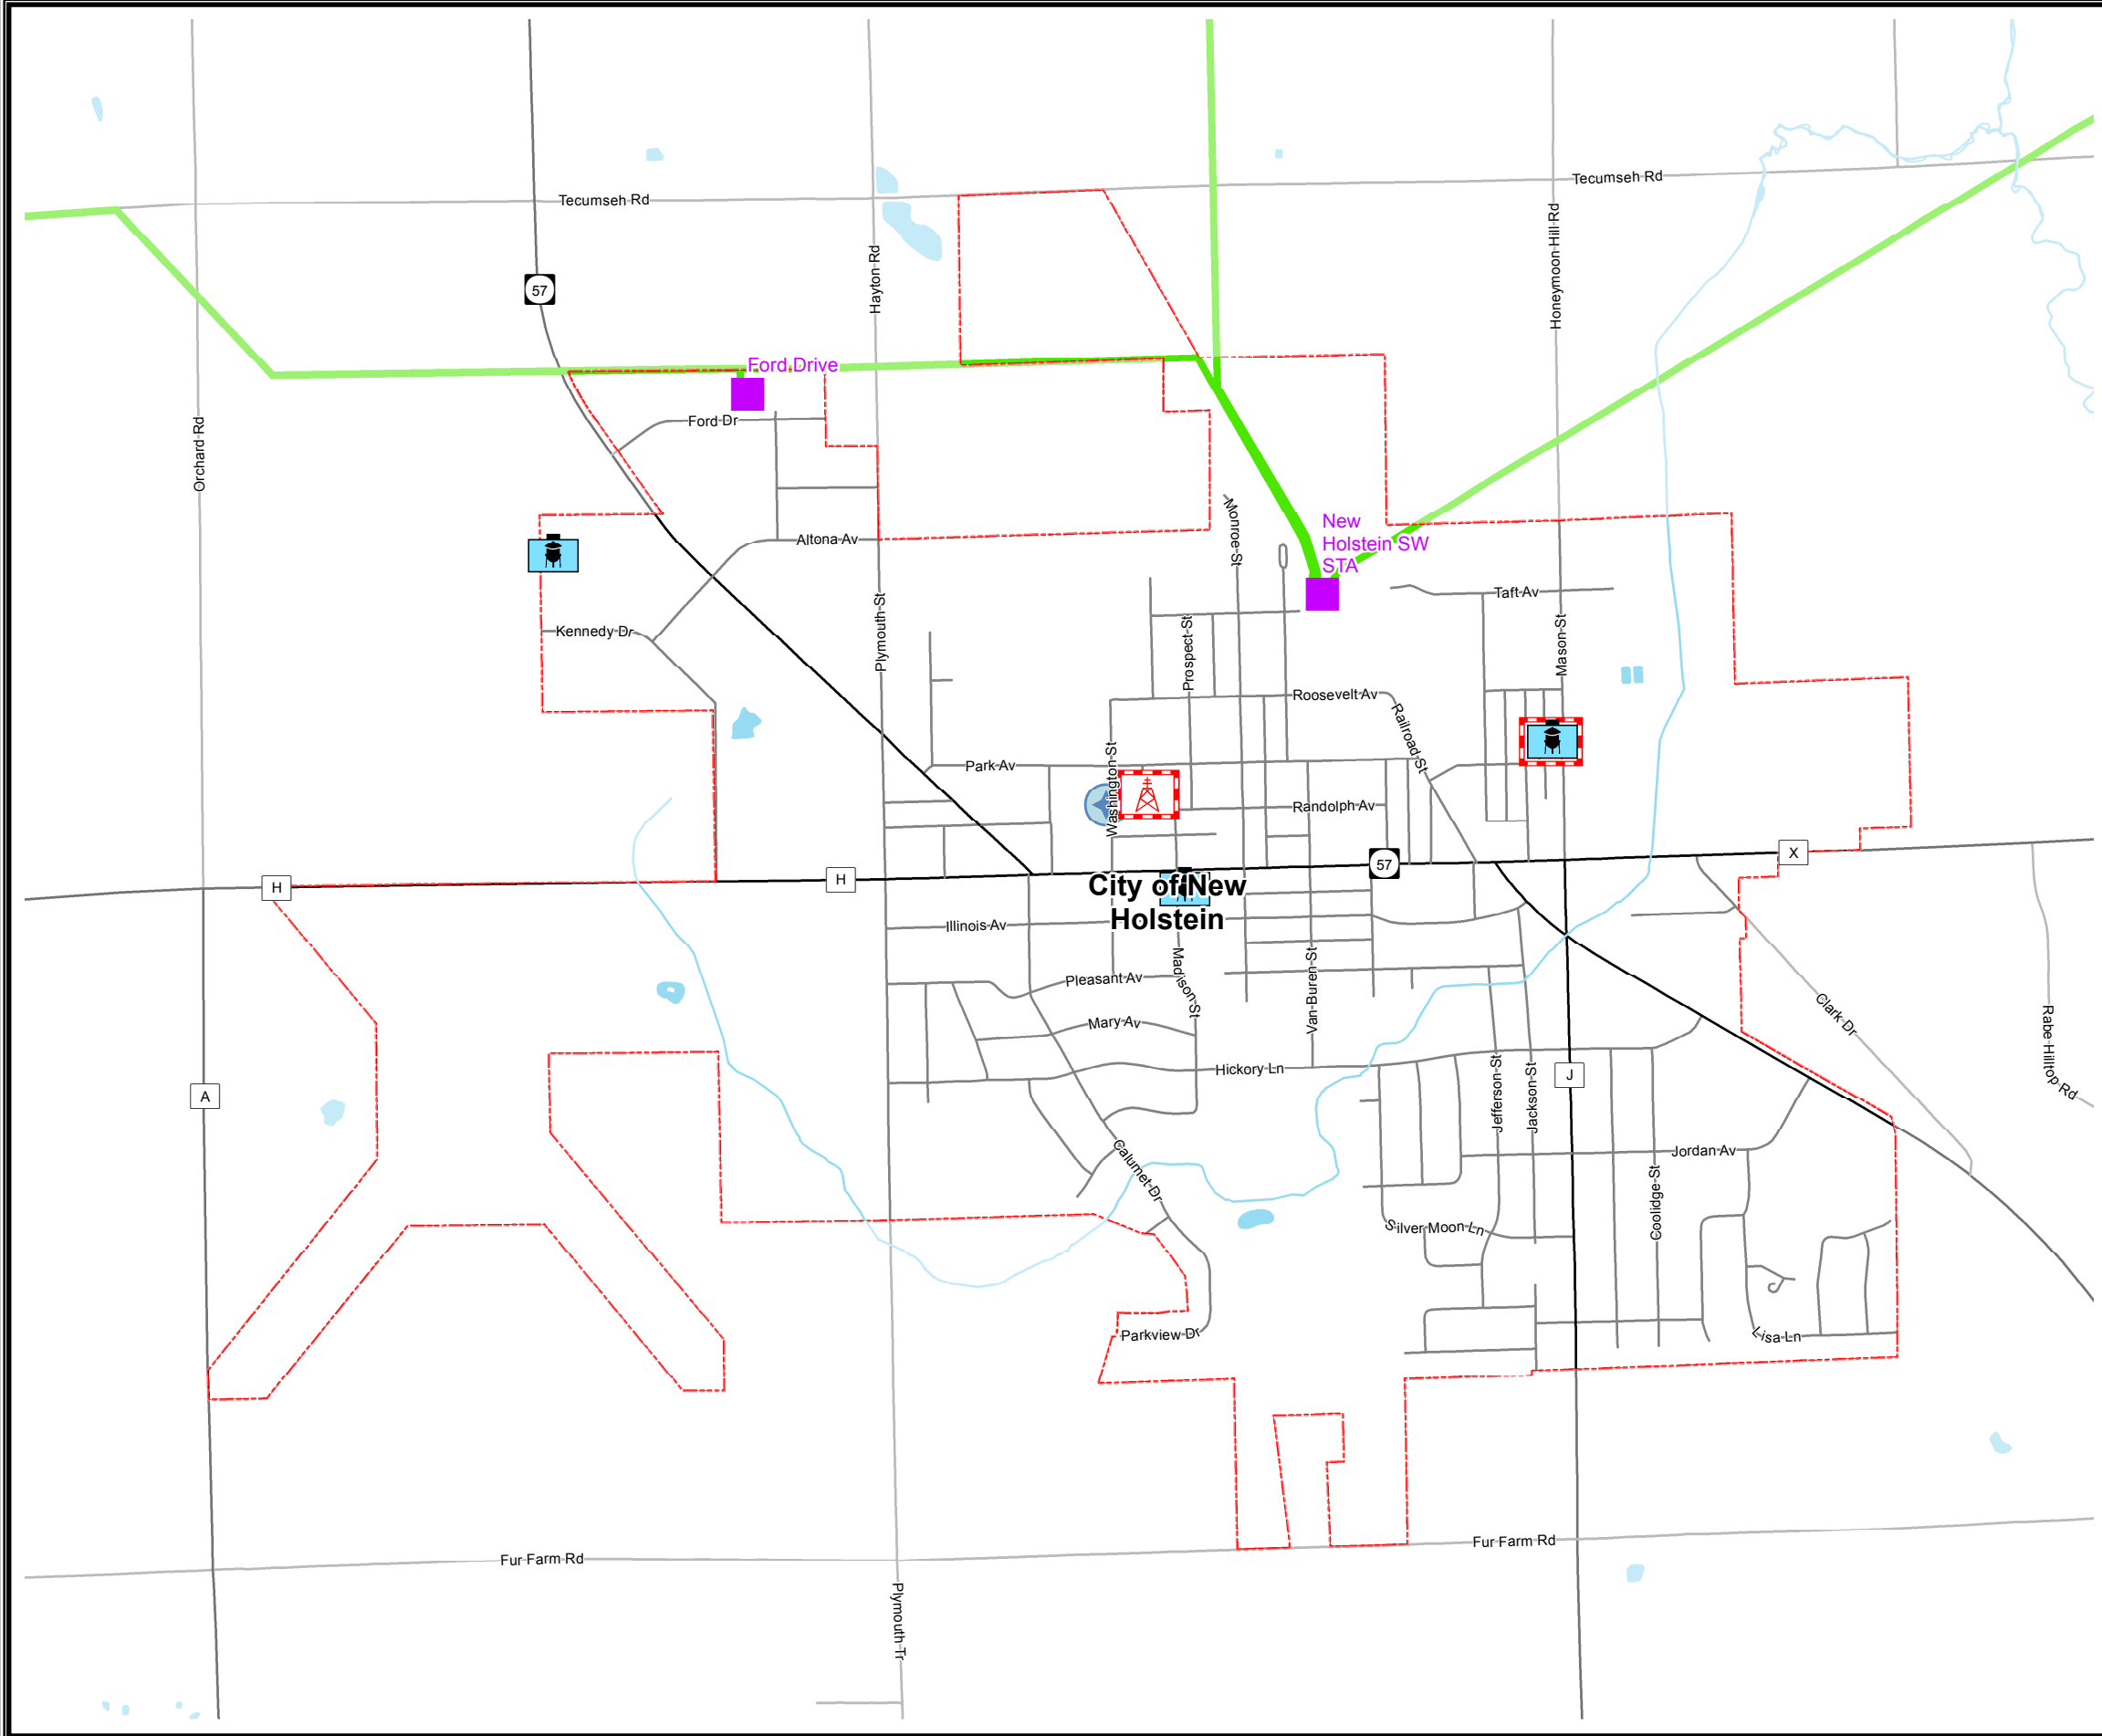 Tecumseh Rd
Tecumseh Rd
Honeymoon Hill Rd
Hayton Rd
57
Ford Drive
Orchard Rd
Ford Dr
New
Holstein SW
STA
Monroe St
Altona Av
Taft Av
Plymouth St
Kennedy Dr
Prospect St
Mason St
Roosevelt Av
Railroad St
Park Av
Washington St
Randolph Av
57
X
H
H
City of New
Holstein
Illinois Av
Madison St
Pleasant Av
Van Buren St
Mary Av
Clark Dr
Rabe Hilltop Rd
Hickory Ln
J
A
Jefferson St
Jackson St
Calumet Dr
Jordan Av
Coolidge St
Silver Moon Ln
Parkview Dr
Lisa Ln
Fur Farm Rd
Fur Farm Rd
Plymouth Tr